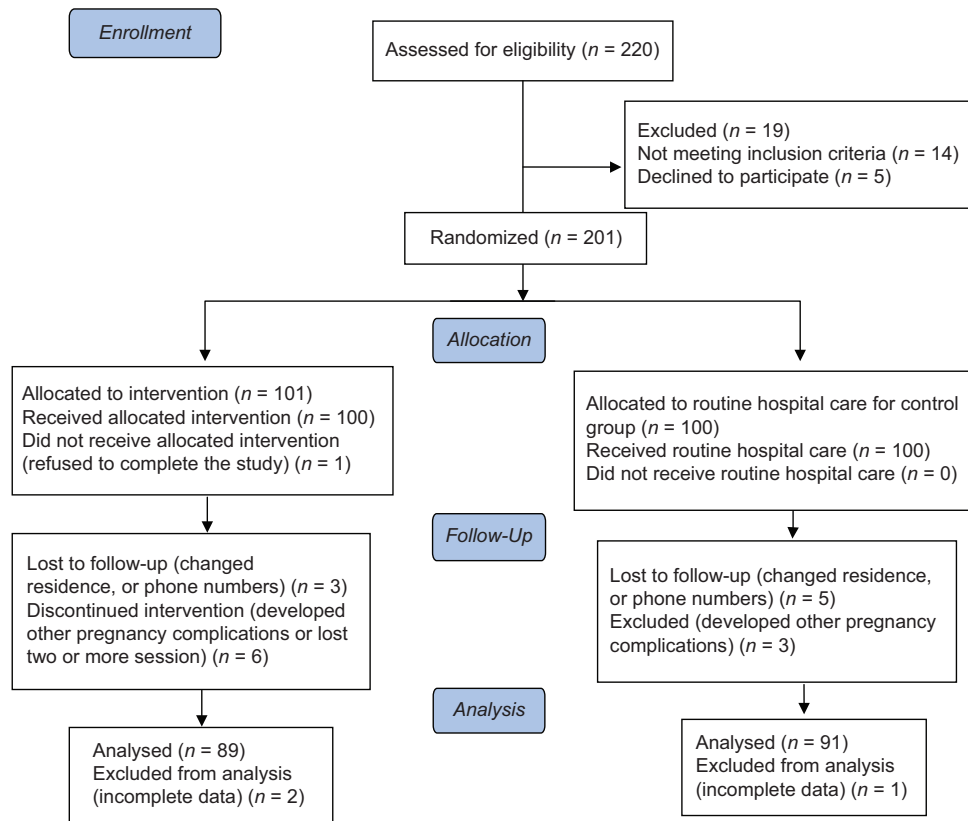 Enrollment
Assessed for eligibility (n = 220)
Excluded (n = 19)
Not meeting inclusion criteria (n = 14)
Declined to participate (n = 5)
Randomized (n = 201)
Allocation
Allocated to intervention (n = 101)
Received allocated intervention (n = 100)
Did not receive allocated intervention
(refused to complete the study) (n = 1)
Allocated to routine hospital care for control
group (n = 100)
Received routine hospital care (n = 100)
Did not receive routine hospital care (n = 0)
Follow-Up
Lost to follow-up (changed
residence, or phone numbers) (n = 3)
Discontinued intervention (developed
other pregnancy complications or lost
two or more session) (n = 6)
Lost to follow-up (changed residence,
or phone numbers) (n = 5)
Excluded (developed other pregnancy
complications) (n = 3)
Analysis
Analysed (n = 89)
Excluded from analysis
(incomplete data) (n = 2)
Analysed (n = 91)
Excluded from analysis
(incomplete data) (n = 1)